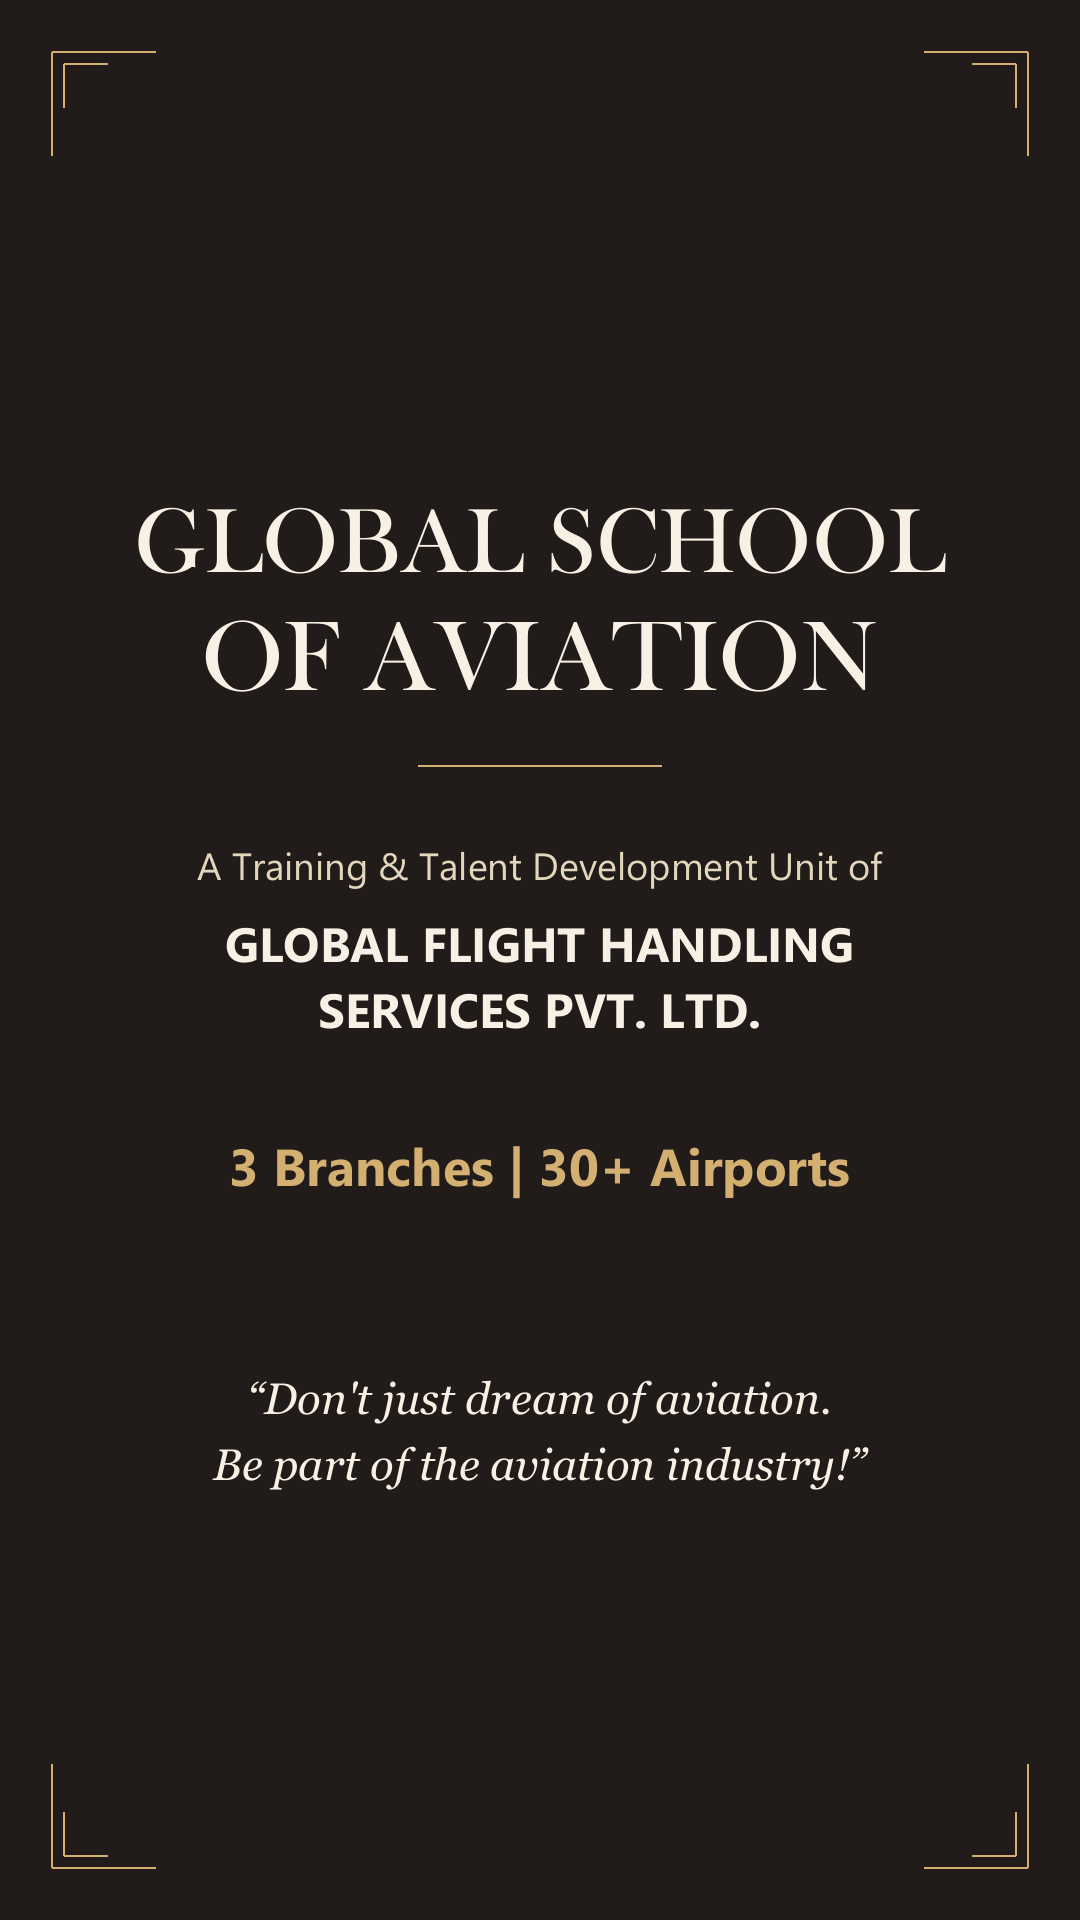 GLOBAL SCHOOL
OF AVIATION
A Training & Talent Development Unit of
GLOBAL FLIGHT HANDLING
SERVICES PVT. LTD.
3 Branches | 30+ Airports
“Don't just dream of aviation.
Be part of the aviation industry!”